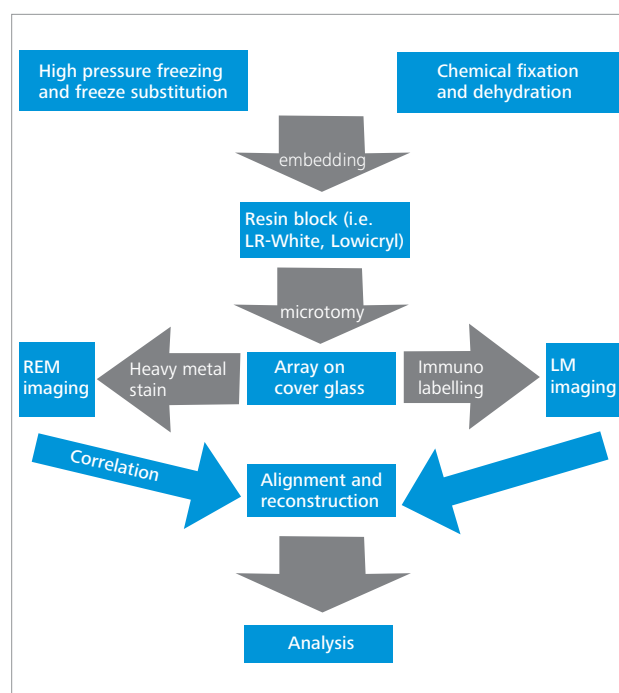 High pressure freezing
and freeze substitution
Chemical fixation
and dehydration
embedding
Resin block (i.e.
LR-White, Lowicryl)
microtomy
REM
imaging
Heavy metal
stain
Array on
cover glass
Immuno
labelling
LM
imaging
Correlation
Alignment and
reconstruction
Analysis